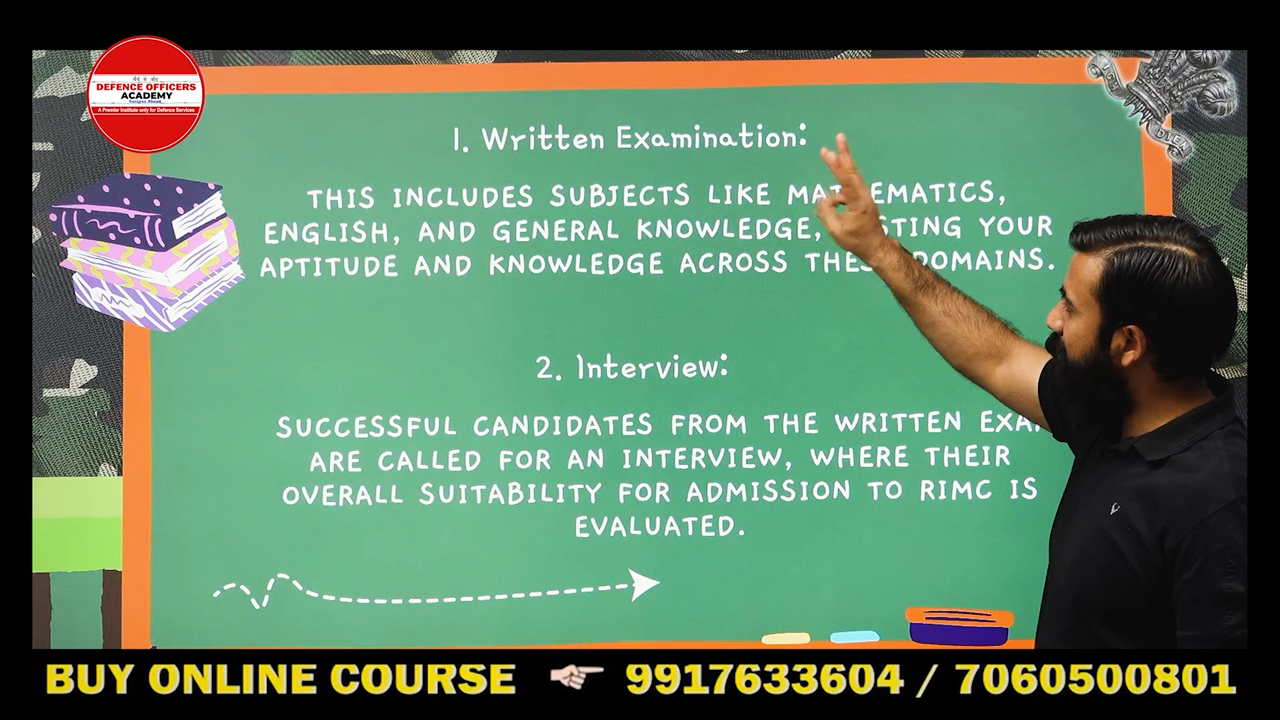 DEFENCE OFFICERS
ACADEMY
Success Ahead
A Premier Institute only for Defence Services
DIEN
1. Written Examination:
THIS INCLUDES SUBJECTS LIKE MA EMATICS,
ENGLISH, AND GENERAL KNOWLEDGE, STING YOUR
APTITUDE AND KNOWLEDGE ACROSS THES DOMAINS.
2. Interview:
SUCCESSFUL CANDIDATES FROM THE WRITTEN EXA
ARE CALLED FOR AN INTERVIEW, WHERE THEIR
OVERALL SUITABILITY FOR ADMISSION TO RIMC IS
EVALUATED.
BUY ONLINE COURSE 9917633604 / 7060500801